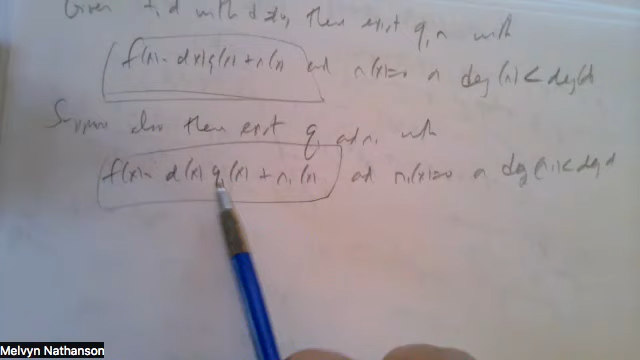 Given f, d with d≠0, then exist q, r with
f(x) = d(x)q(x) + r(x) and r(x)=0 or deg(r) < deg(d)
Suppose also there exist q₁ and r₁ with
f(x) = d(x) q₁(x) + r₁(x) and r₁(x)=0 or deg(r₁) < deg d
Melvyn Nathanson